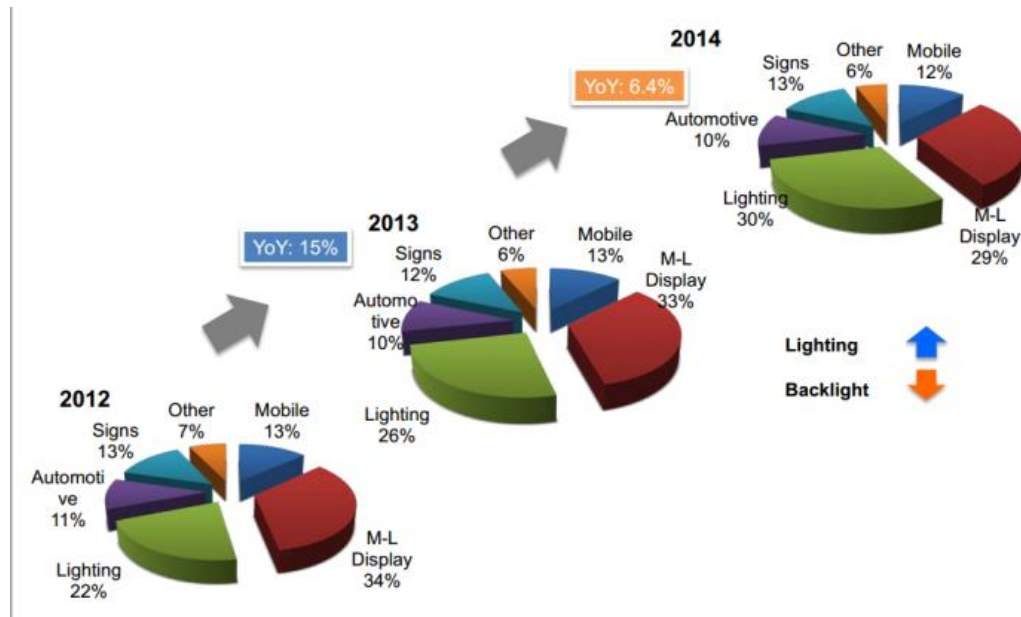 2014
Signs
13%
Other
6%
Mobile
12%
Automotive
10%
Lighting
30%
M-L
Display
29%
YoY: 6.4%
2013
Signs
12%
Other
6%
Mobile
13%
M-L
Display
33%
Automo
tive
10%
Lighting
26%
YoY: 15%
Lighting
Backlight
2012
Signs
13%
Other
7%
Mobile
13%
Automoti
ve
11%
Lighting
22%
M-L
Display
34%